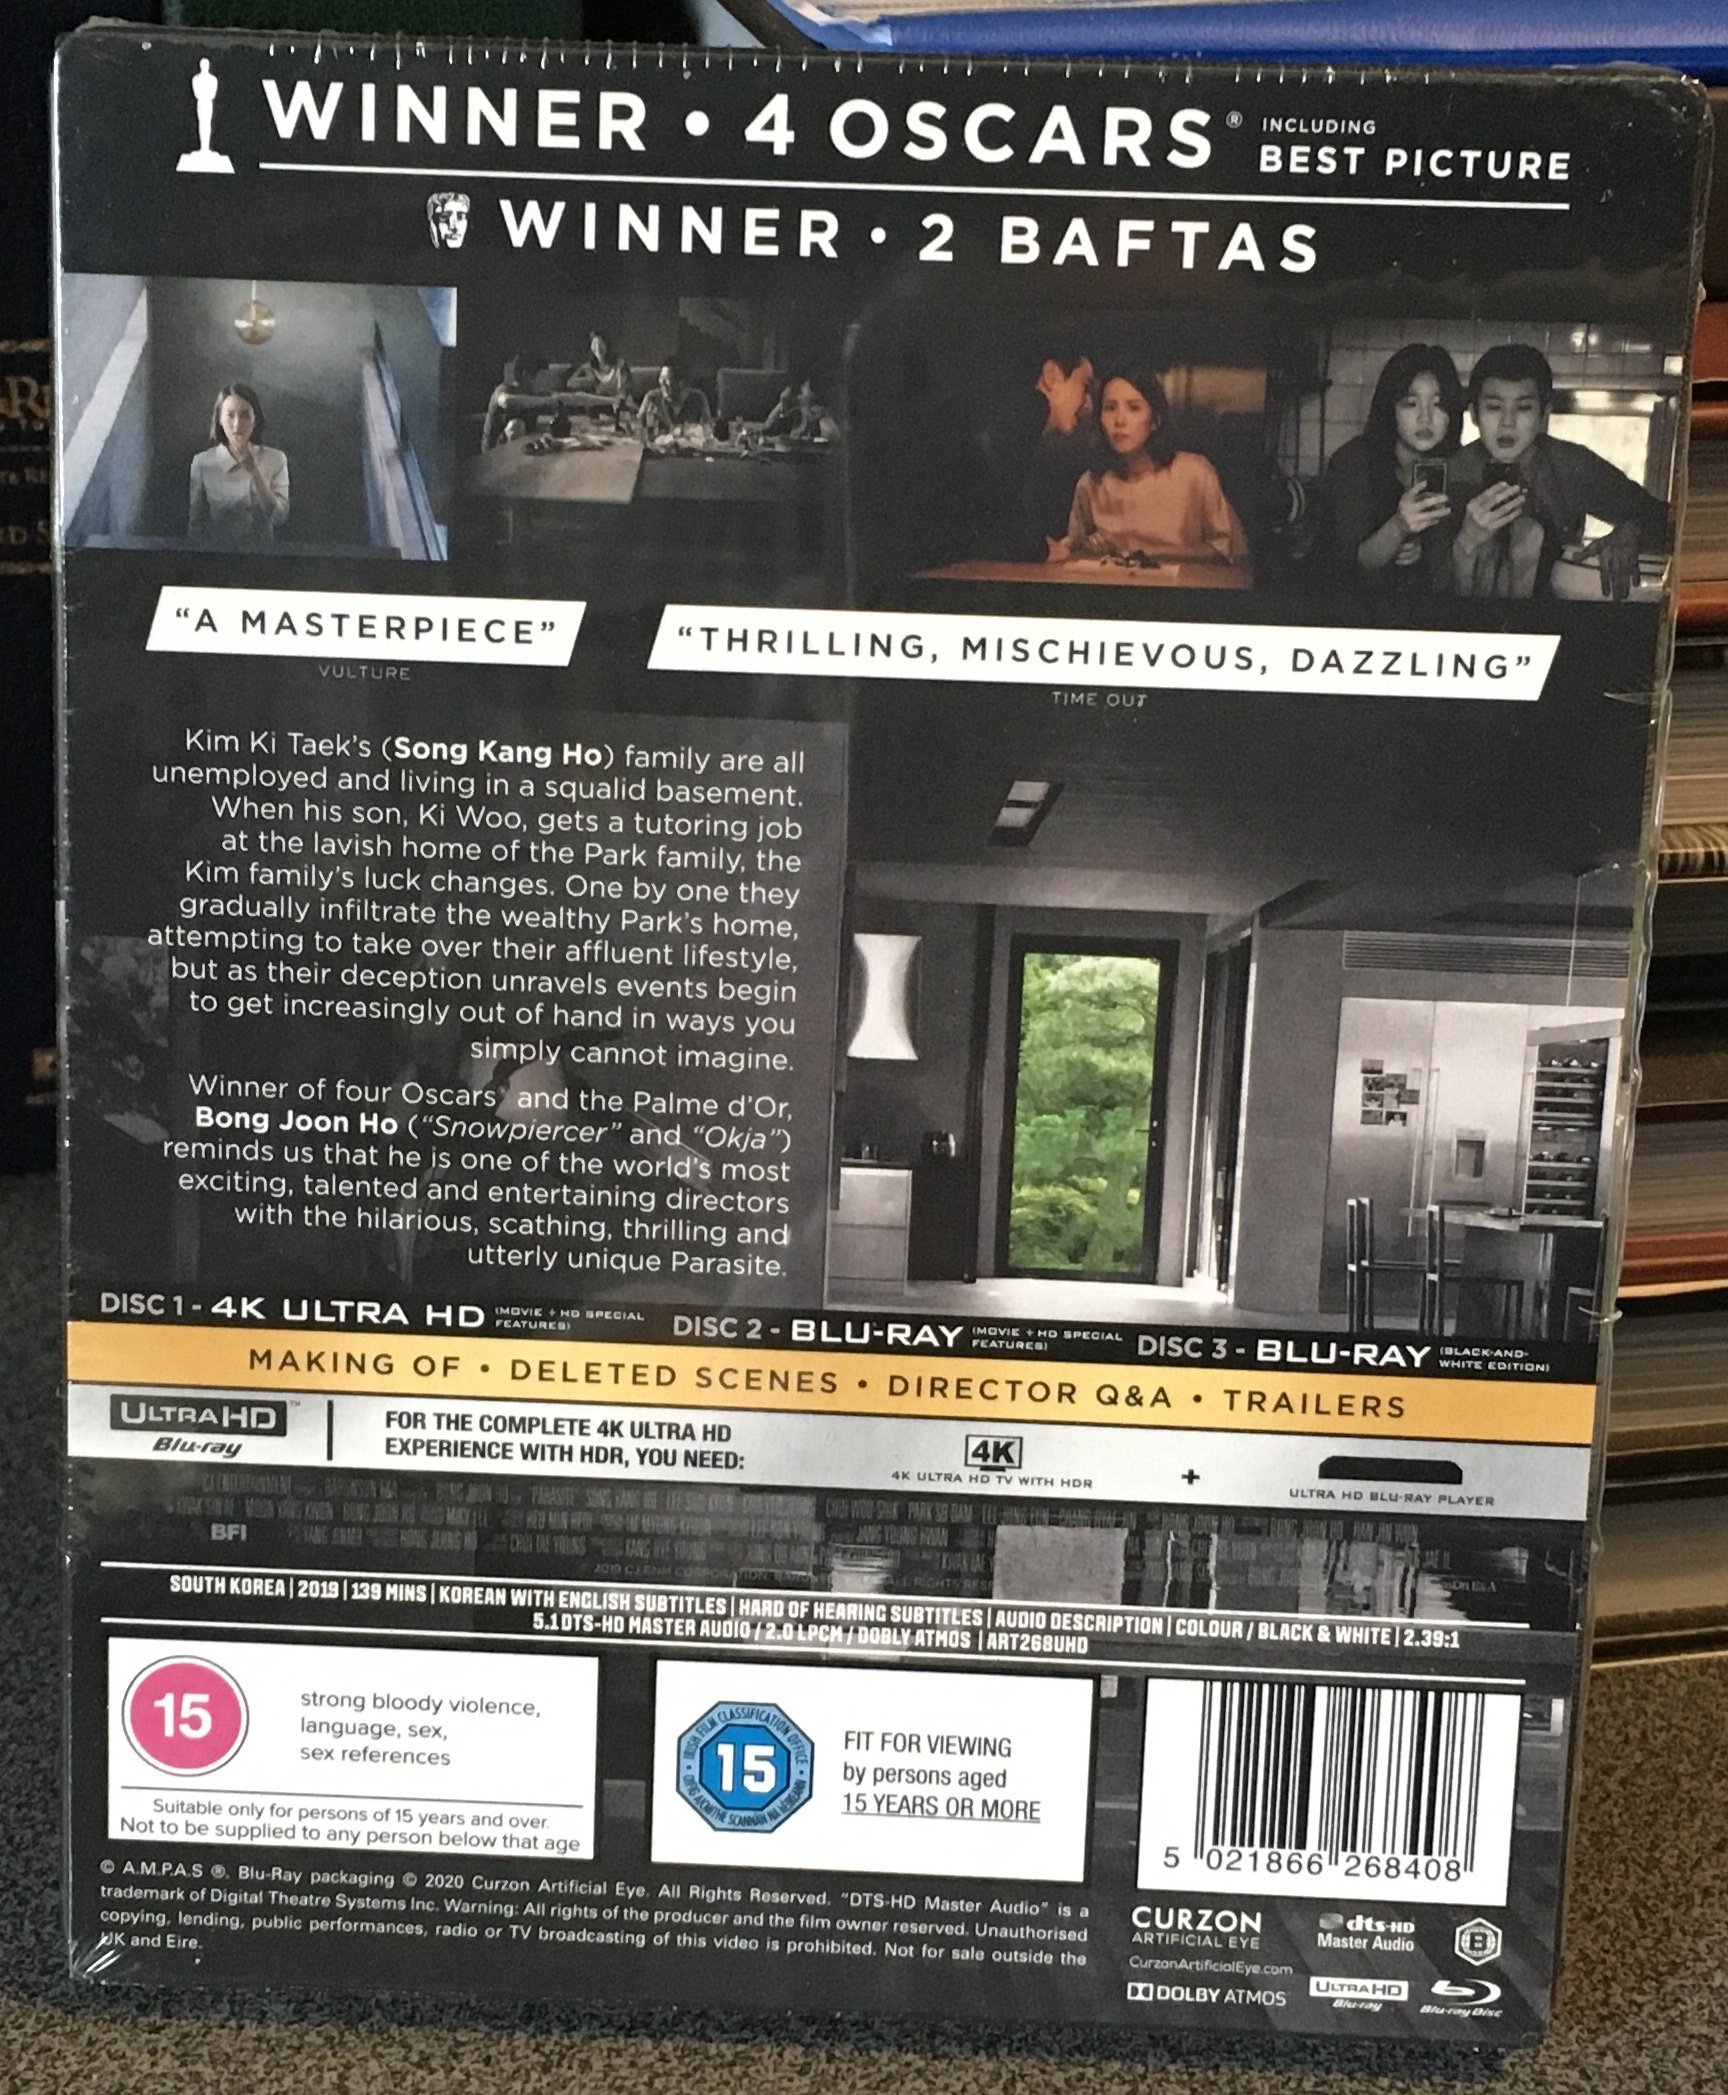 WINNER • 4 OSCARS® INCLUDING
BEST PICTURE
WINNER • 2 BAFTAS
“A MASTERPIECE”
VULTURE
“THRILLING, MISCHIEVOUS, DAZZLING”
TIME OUT
Kim Ki Taek's (Song Kang Ho) family are all
unemployed and living in a squalid basement.
When his son, Ki Woo, gets a tutoring job
at the lavish home of the Park family, the
Kim family's luck changes. One by one they
gradually infiltrate the wealthy Park's home,
attempting to take over their affluent lifestyle,
but as their deception unravels events begin
to get increasingly out of hand in ways you
simply cannot imagine.
Winner of four Oscars® and the Palme d'Or,
Bong Joon Ho (“Snowpiercer” and “Okja”)
reminds us that he is one of the world's most
exciting, talented and entertaining directors
with the hilarious, scathing, thrilling and
utterly unique Parasite.
DISC 1 - 4K ULTRA HD (MOVIE + HD SPECIAL FEATURES) DISC 2 - BLU-RAY (MOVIE + HD SPECIAL FEATURES) DISC 3 - BLU-RAY (BLACK-AND-WHITE EDITION)
MAKING OF • DELETED SCENES • DIRECTOR Q&A • TRAILERS
ULTRA HD™
Blu-ray
FOR THE COMPLETE 4K ULTRA HD
EXPERIENCE WITH HDR, YOU NEED:
4K
4K ULTRA HD TV WITH HDR
+
ULTRA HD BLU-RAY PLAYER
BFI
SOUTH KOREA | 2019 | 139 MINS | KOREAN WITH ENGLISH SUBTITLES | HARD OF HEARING SUBTITLES | AUDIO DESCRIPTION | COLOUR / BLACK & WHITE | 2.39:1
5.1 DTS-HD MASTER AUDIO / 2.0 LPCM / DOBLY ATMOS | ART268UHD
15
strong bloody violence,
language, sex,
sex references
Suitable only for persons of 15 years and over.
Not to be supplied to any person below that age
IRISH FILM CLASSIFICATION OFFICE
15
FIT FOR VIEWING
by persons aged
15 YEARS OR MORE
5 021866 268408
© A.M.P.A.S ®. Blu-Ray packaging © 2020 Curzon Artificial Eye. All Rights Reserved. “DTS-HD Master Audio” is a
trademark of Digital Theatre Systems Inc. Warning: All rights of the producer and the film owner reserved. Unauthorised
copying, lending, public performances, radio or TV broadcasting of this video is prohibited. Not for sale outside the
UK and Eire.
CURZON
ARTIFICIAL EYE
CurzonArtificialEye.com
DOLBY ATMOS
dts-HD
Master Audio
B
ULTRA HD
Blu-ray
Blu-ray Disc